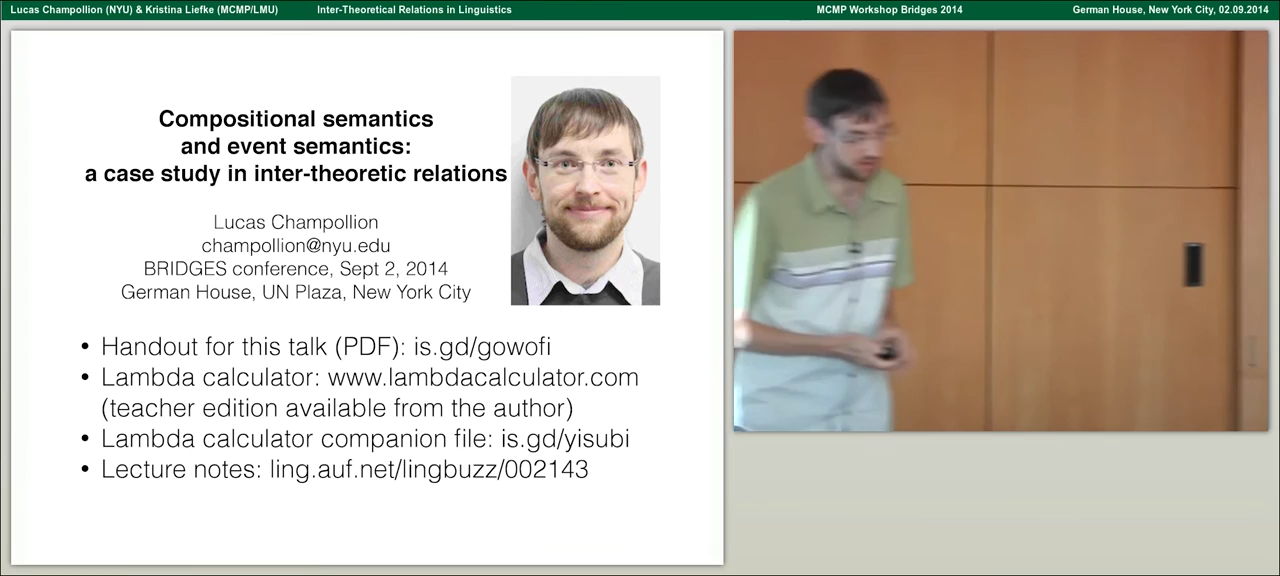 Lucas Champollion (NYU) & Kristina Liefke (MCMP/LMU) Inter-Theoretical Relations in Linguistics MCMP Workshop Bridges 2014 German House, New York City, 02.09.2014
Compositional semantics
and event semantics:
a case study in inter-theoretic relations
Lucas Champollion
champollion@nyu.edu
BRIDGES conference, Sept 2, 2014
German House, UN Plaza, New York City
• Handout for this talk (PDF): is.gd/gowofi
• Lambda calculator: www.lambdacalculator.com
(teacher edition available from the author)
• Lambda calculator companion file: is.gd/yisubi
• Lecture notes: ling.auf.net/lingbuzz/002143